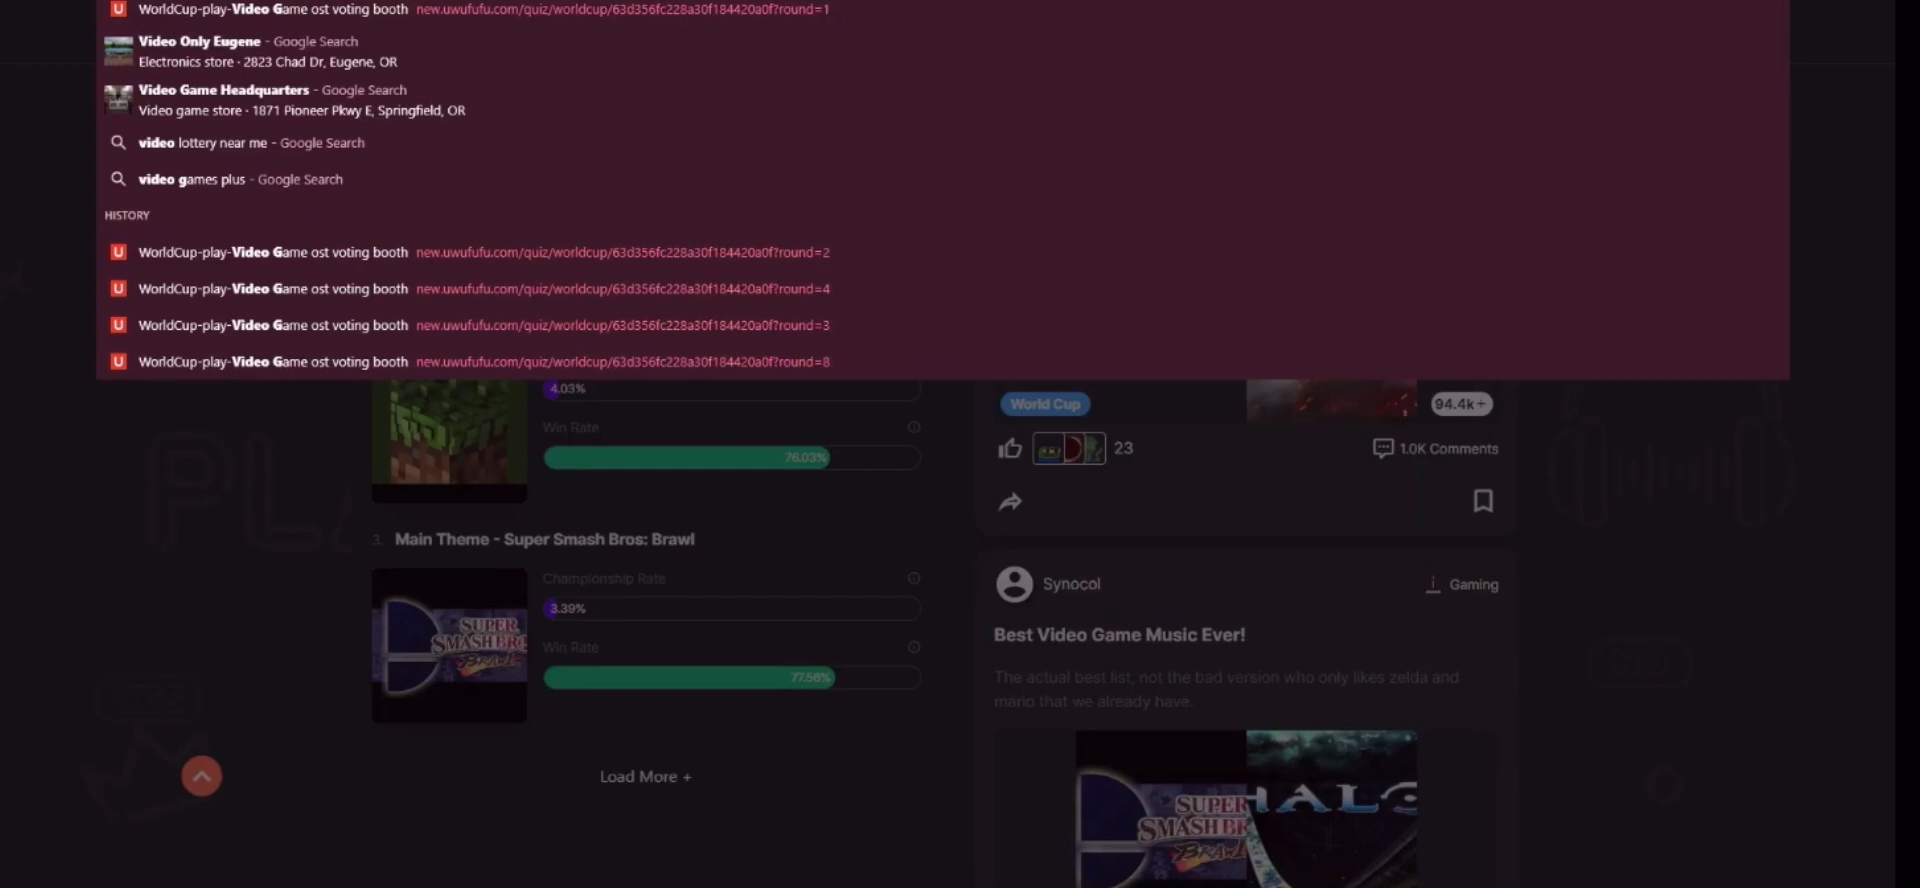 WorldCup-play-Video Game ost voting booth new.uwufufu.com/quiz/worldcup/63d356fc228a30f184420a0f?round=1
Video Only Eugene - Google Search
Electronics store · 2823 Chad Dr, Eugene, OR
Video Game Headquarters - Google Search
Video game store · 1871 Pioneer Pkwy E, Springfield, OR
video lottery near me - Google Search
video games plus - Google Search
HISTORY
WorldCup-play-Video Game ost voting booth new.uwufufu.com/quiz/worldcup/63d356fc228a30f184420a0f?round=2
WorldCup-play-Video Game ost voting booth new.uwufufu.com/quiz/worldcup/63d356fc228a30f184420a0f?round=4
WorldCup-play-Video Game ost voting booth new.uwufufu.com/quiz/worldcup/63d356fc228a30f184420a0f?round=3
WorldCup-play-Video Game ost voting booth new.uwufufu.com/quiz/worldcup/63d356fc228a30f184420a0f?round=8
4.03%
Win Rate
76.03%
3. Main Theme - Super Smash Bros: Brawl
Championship Rate
3.39%
Win Rate
77.56%
SUPER
SMASH BRO
BRAWL
Load More +
World Cup
94.4k+
23
1.0K Comments
Synocol
Gaming
Best Video Game Music Ever!
The actual best list, not the bad version who only likes zelda and
mario that we already have.
SUPER
SMASH BR
BRAWL
HALO